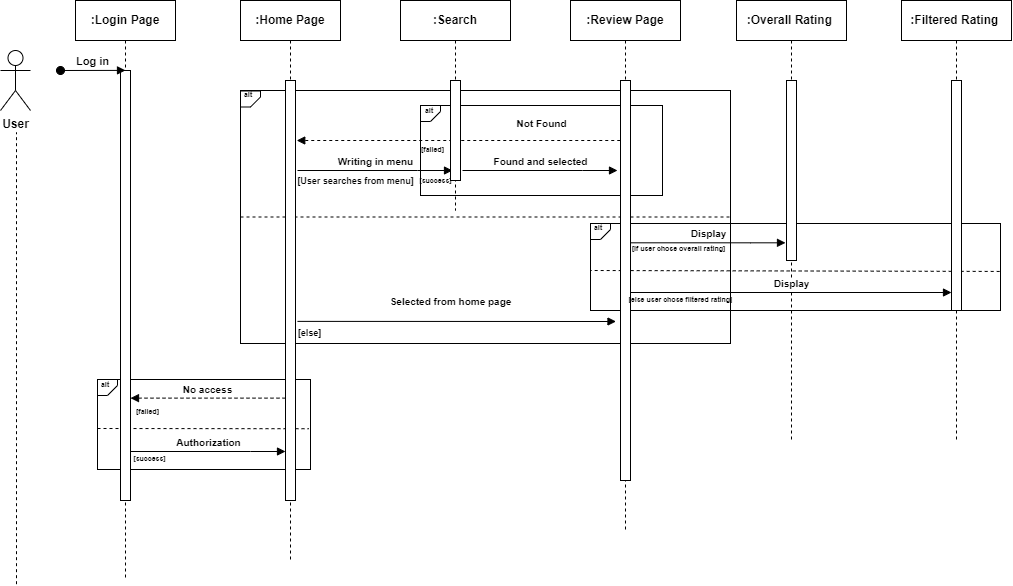 :Login Page
:Home Page
:Search
:Review Page
:Overall Rating
:Filtered Rating
Log in
User
alt
alt
Not Found
[failed]
Writing in menu
Found and selected
[User searches from menu]
[success]
alt
Display
[if user chose overall rating]
Display
[else user chose filtered rating]
Selected from home page
[else]
alt
No access
[failed]
Authorization
[success]